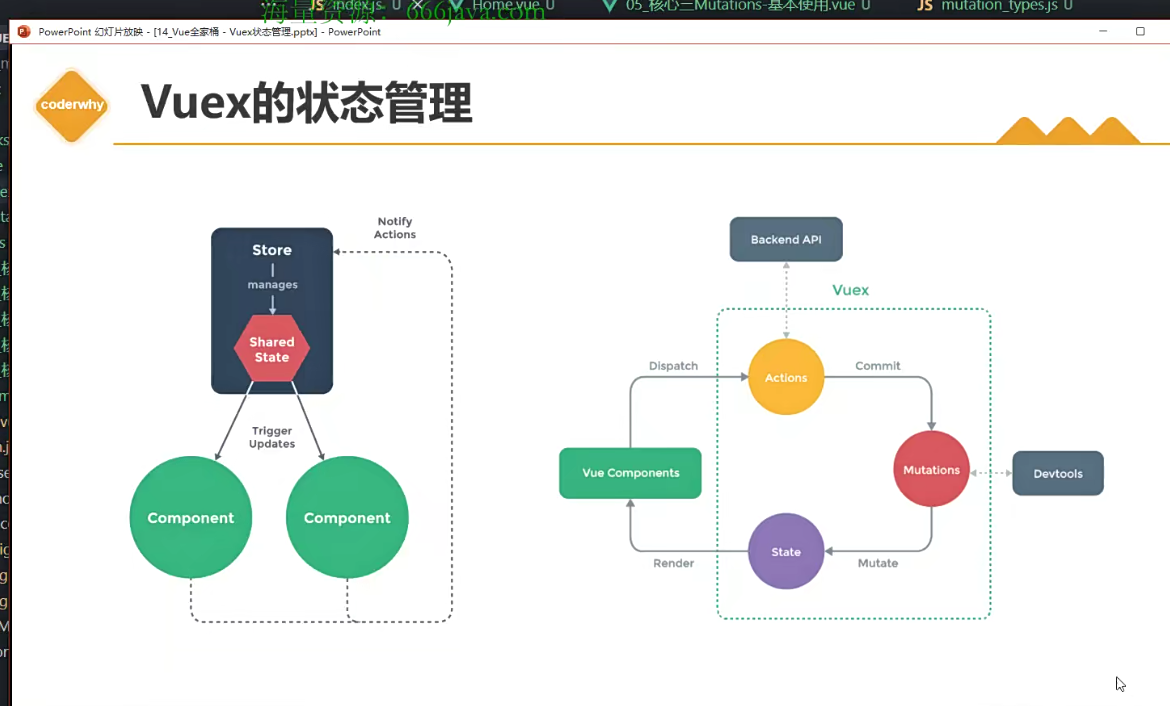 JS index.js U
Home.vue U
05_核心三Mutations-基本使用.vue U
JS mutation_types.js U
海量资源：666java.com
PowerPoint 幻灯片放映 - [14_Vue全家桶 - Vuex状态管理.pptx] - PowerPoint
coderwhy
Vuex的状态管理
Notify
Actions
Store
manages
Shared
State
Trigger
Updates
Component
Component
Backend API
Vuex
Dispatch
Actions
Commit
Vue Components
Mutations
Devtools
State
Render
Mutate